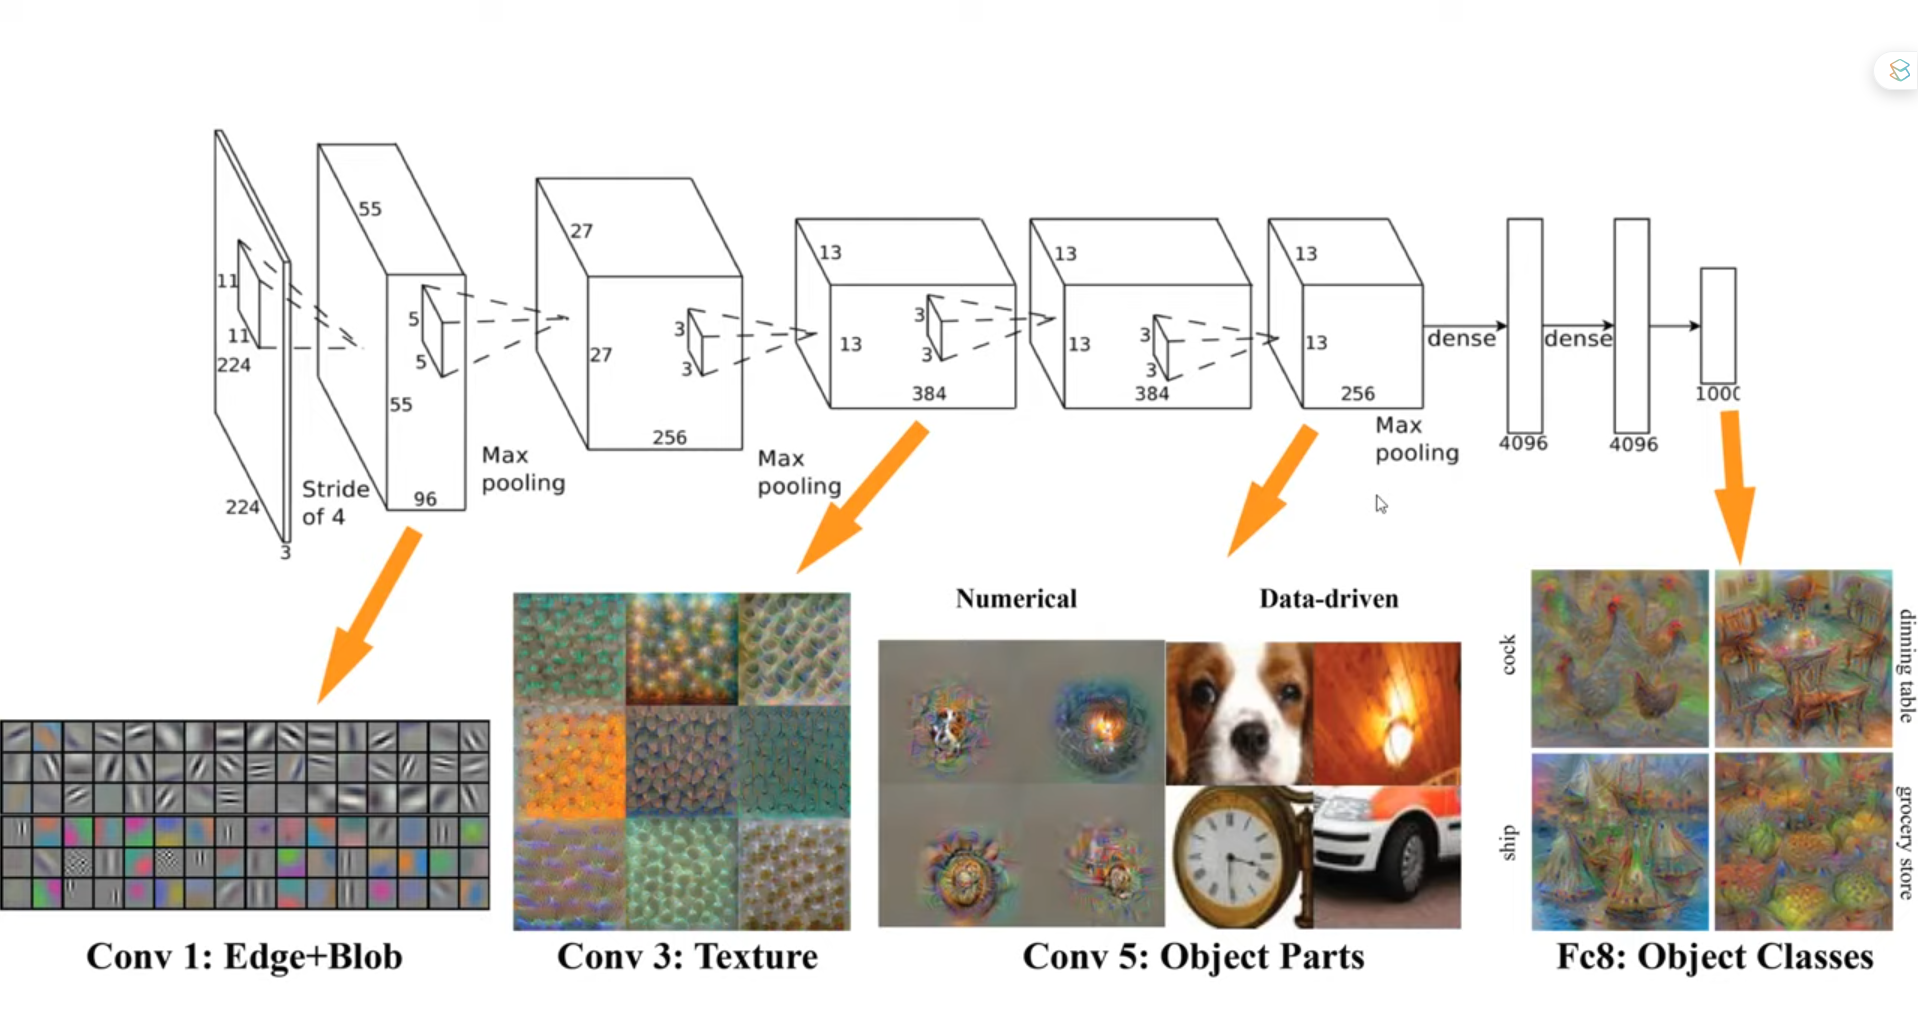 11
11
224
224
3
Stride
of 4
55
5
5
55
96
Max
pooling
27
27
3
3
256
Max
pooling
13
13
3
3
384
13
13
3
3
384
13
13
256
Max
pooling
dense
4096
dense
4096
1000
Numerical
Data-driven
cock
dinning table
ship
grocery store
Conv 1: Edge+Blob
Conv 3: Texture
Conv 5: Object Parts
Fc8: Object Classes